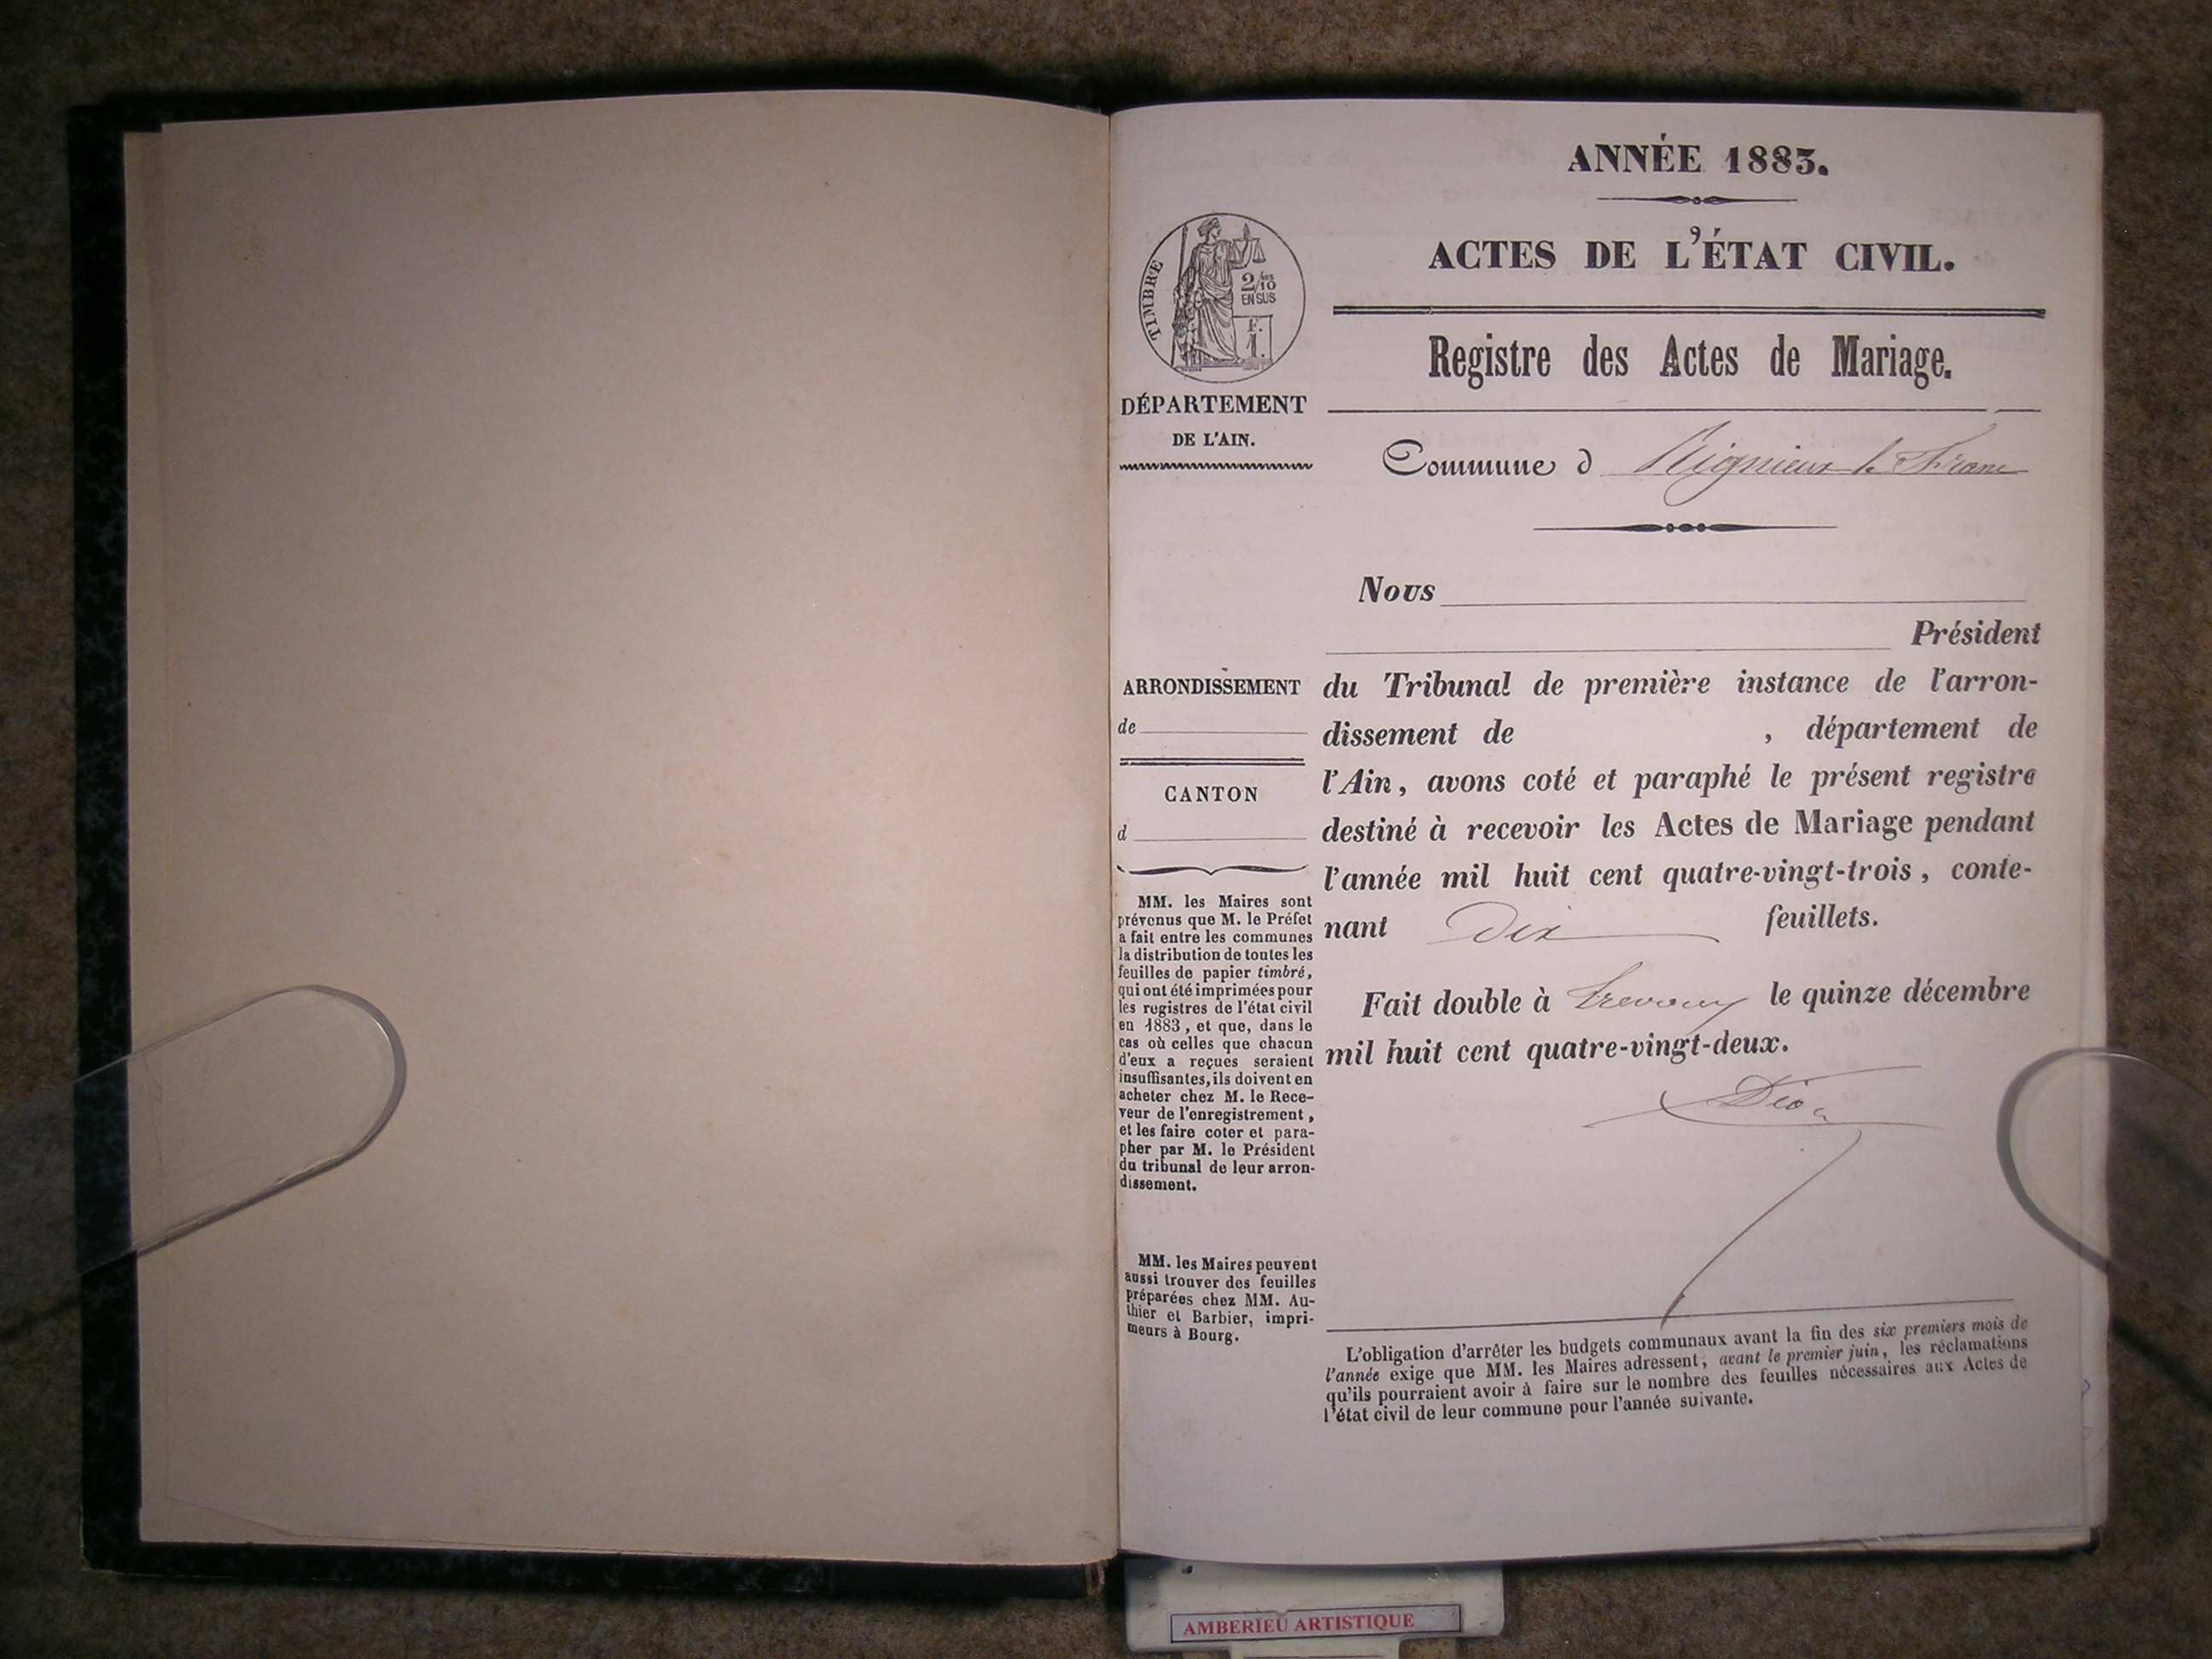 ANNÉE 1883.
ACTES DE L'ÉTAT CIVIL.
Registre des Actes de Mariage.
TIMBRE
2/10es
EN SUS
F.
1.
DÉPARTEMENT
DE L'AIN.
Commune d Rignieux le Franc
Nous
Président
du Tribunal de première instance de l'arron-
dissement de , département de
l'Ain, avons coté et paraphé le présent registre
destiné à recevoir les Actes de Mariage pendant
l'année mil huit cent quatre-vingt-trois, conte-
nant Dix feuillets.
Fait double à Trévoux le quinze décembre
mil huit cent quatre-vingt-deux.
ARRONDISSEMENT
de
CANTON
d
MM. les Maires sont
prévenus que M. le Préfet
a fait entre les communes
la distribution de toutes les
feuilles de papier timbré,
qui ont été imprimées pour
les registres de l'état civil
en 1883, et que, dans le
cas où celles que chacun
d'eux a reçues seraient
insuffisantes, ils doivent en
acheter chez M. le Rece-
veur de l'enregistrement,
et les faire coter et para-
pher par M. le Président
du tribunal de leur arron-
dissement.
MM. les Maires peuvent
aussi trouver des feuilles
préparées chez MM. Au-
thier et Barbier, impri-
meurs à Bourg.
L'obligation d'arrêter les budgets communaux avant la fin des six premiers mois de
l'année exige que MM. les Maires adressent, avant le premier juin, les réclamations
qu'ils pourraient avoir à faire sur le nombre des feuilles nécessaires aux Actes de
l'état civil de leur commune pour l'année suivante.
AMBERIEU ARTISTIQUE